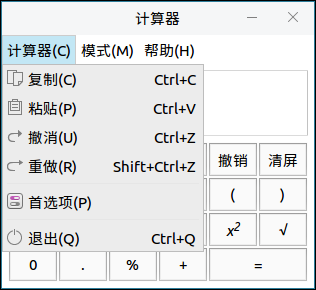 计算器
计算器(C) 模式(M) 帮助(H)
复制(C) Ctrl+C
粘贴(P) Ctrl+V
撤消(U) Ctrl+Z
重做(R) Shift+Ctrl+Z
首选项(P)
退出(Q) Ctrl+Q
撤销 清屏
( )
x² √
0 . % + =